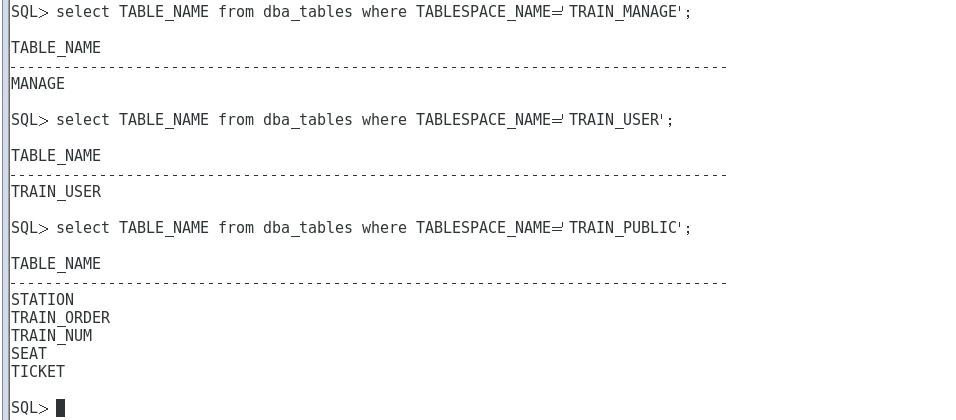 SQL> select TABLE_NAME from dba_tables where TABLESPACE_NAME='TRAIN_MANAGE';
TABLE_NAME
--------------------------------------------------------------------------------
MANAGE
SQL> select TABLE_NAME from dba_tables where TABLESPACE_NAME='TRAIN_USER';
TABLE_NAME
--------------------------------------------------------------------------------
TRAIN_USER
SQL> select TABLE_NAME from dba_tables where TABLESPACE_NAME='TRAIN_PUBLIC';
TABLE_NAME
--------------------------------------------------------------------------------
STATION
TRAIN_ORDER
TRAIN_NUM
SEAT
TICKET
SQL>